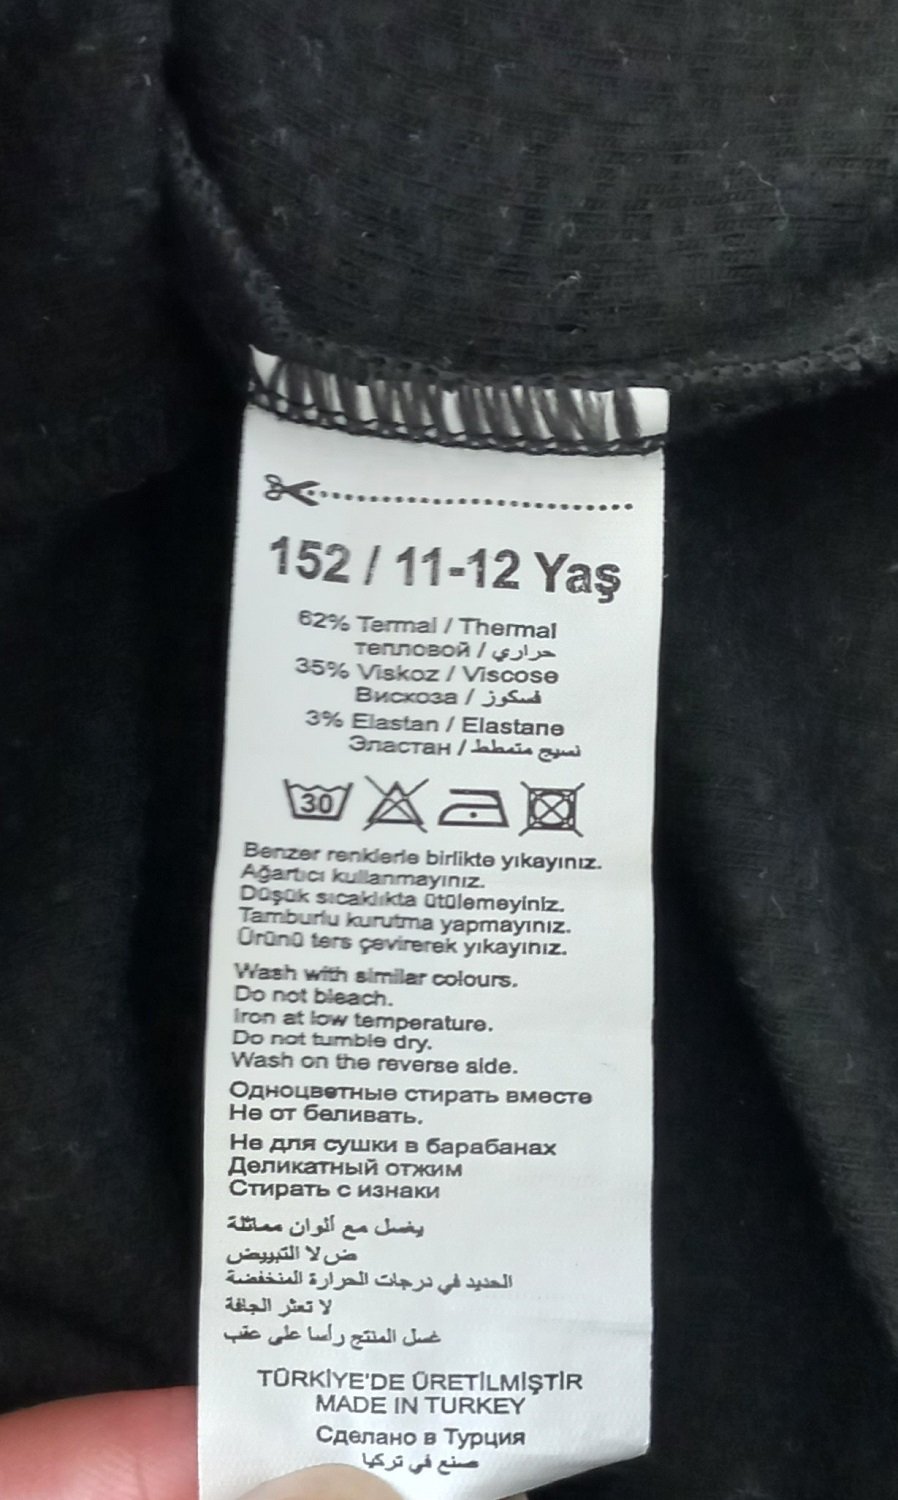 152 / 11-12 Yaş
62% Termal / Thermal
тепловой / حراري
35% Viskoz / Viscose
Вискоза / فسكوز
3% Elastan / Elastane
Эластан / نسيج متمطط
30
Benzer renklerle birlikte yıkayınız.
Ağartıcı kullanmayınız.
Düşük sıcaklıkta ütülemeyiniz.
Tamburlu kurutma yapmayınız.
Ürünü ters çevirerek yıkayınız.
Wash with similar colours.
Do not bleach.
Iron at low temperature.
Do not tumble dry.
Wash on the reverse side.
Одноцветные стирать вместе
Не от беливать.
Не для сушки в барабанах
Деликатный отжим
Стирать с изнаки
يغسل مع ألوان مماثلة
ض لا التبييض
الحديد في درجات الحرارة المنخفضة
لا تعثر الجافة
غسل المنتج رأسا على عقب
TÜRKİYE'DE ÜRETİLMİŞTİR
MADE IN TURKEY
Сделано в Турция
صنع في تركيا